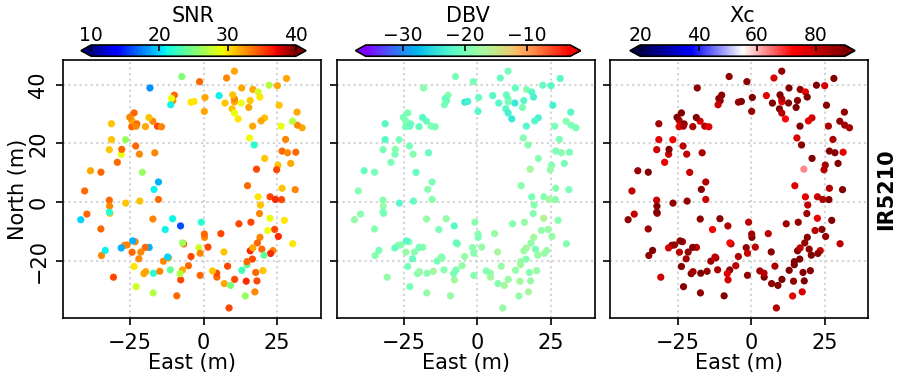 SNR DBV Xc
10 20 30 40 −30 −20 −10 20 40 60 80
40
20
0
−20
North (m)
IR5210
−25 0 25 −25 0 25 −25 0 25
East (m) East (m) East (m)